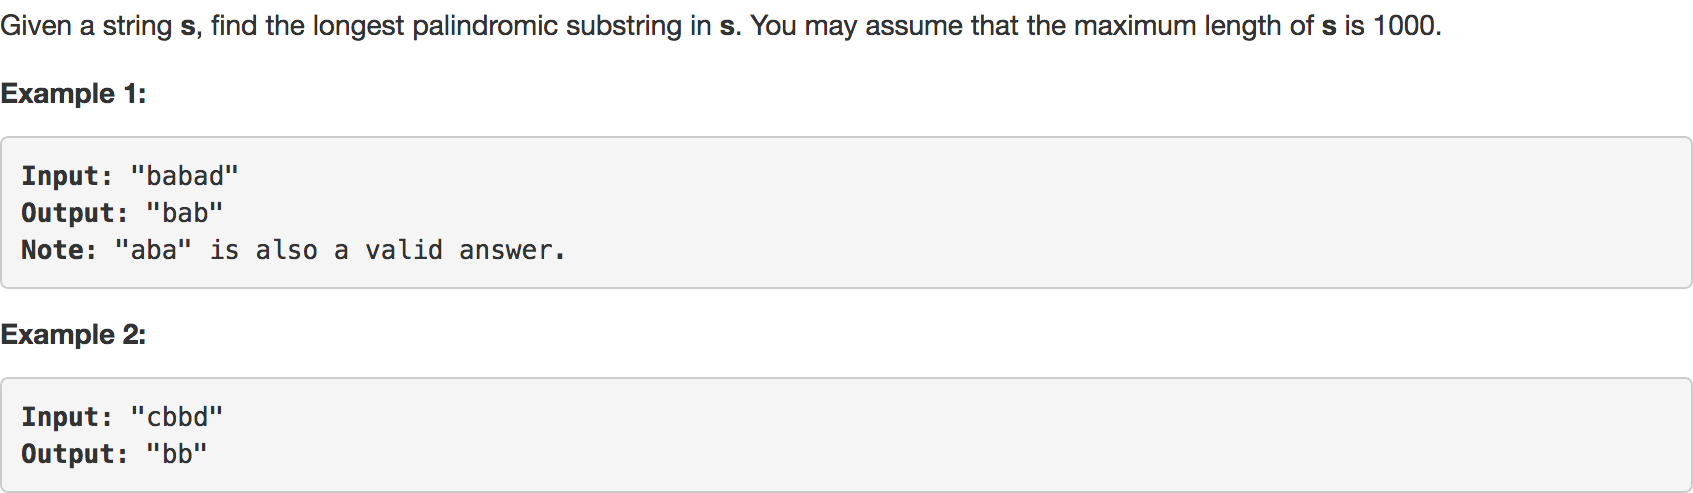 Given a string s, find the longest palindromic substring in s. You may assume that the maximum length of s is 1000.
Example 1:
Input: "babad"
Output: "bab"
Note: "aba" is also a valid answer.
Example 2:
Input: "cbbd"
Output: "bb"